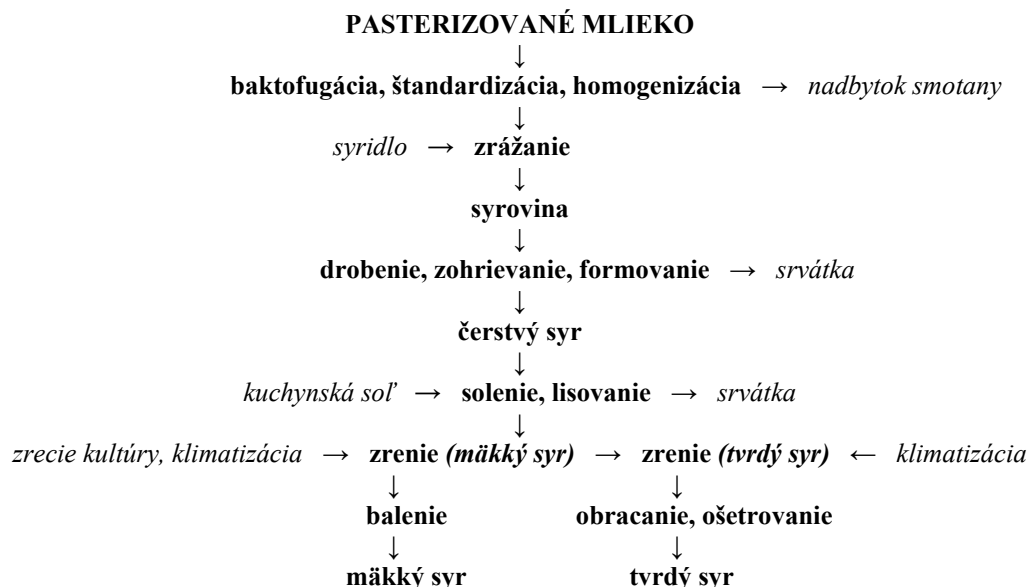 PASTERIZOVANÉ MLIEKO
↓
baktofugácia, štandardizácia, homogenizácia → nadbytok smotany
↓
syridlo → zrážanie
↓
syrovina
↓
drobenie, zohrievanie, formovanie → srvátka
↓
čerstvý syr
↓
kuchynská soľ → solenie, lisovanie → srvátka
↓
zrecie kultúry, klimatizácia → zrenie (mäkký syr) → zrenie (tvrdý syr) ← klimatizácia
↓ ↓
balenie obracanie, ošetrovanie
↓ ↓
mäkký syr tvrdý syr